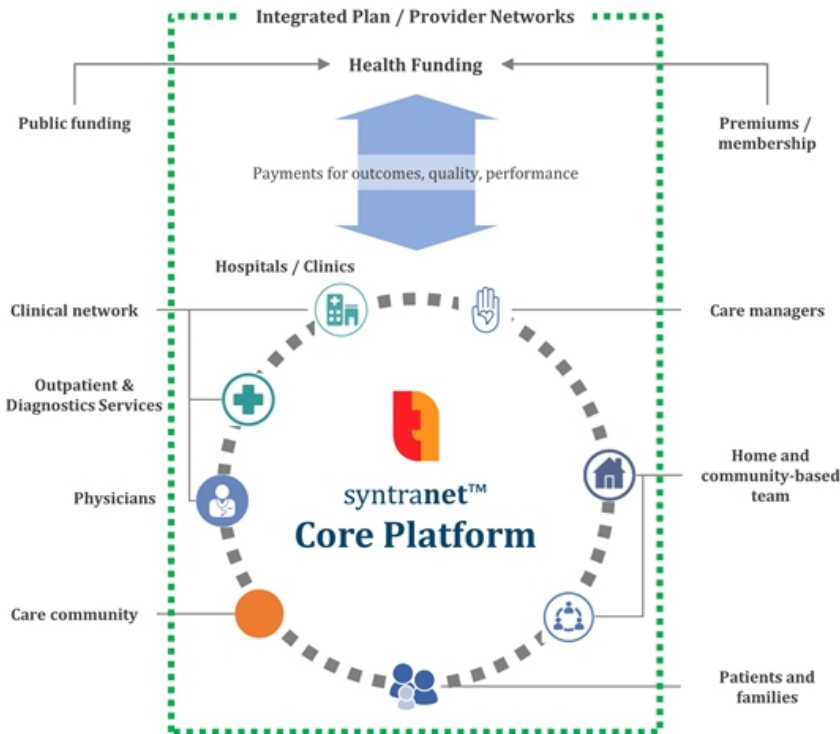 Integrated Plan / Provider Networks
Health Funding
Public funding
Premiums /
membership
Payments for outcomes, quality, performance
Hospitals / Clinics
Clinical network
Care managers
Outpatient &
Diagnostics Services
Home and
community-based
team
Physicians
syntranet™
Core Platform
Care community
Patients and
families